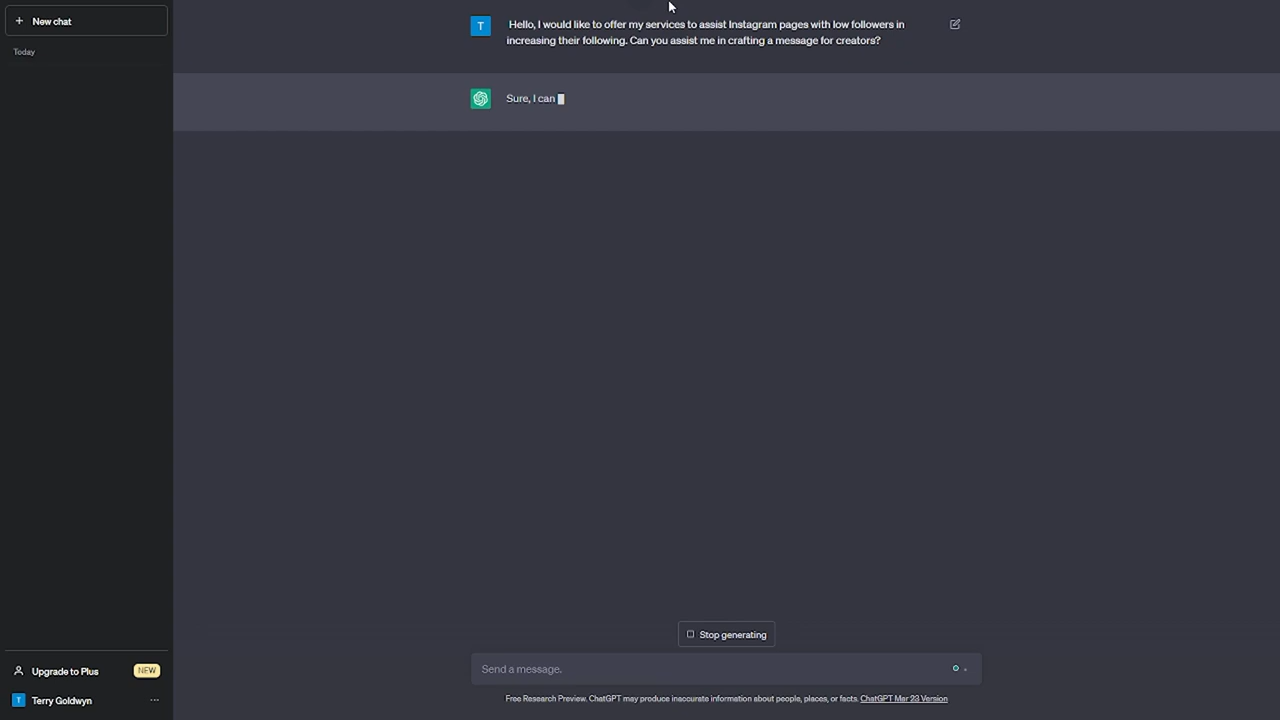 New chat
Today
T
Hello, I would like to offer my services to assist Instagram pages with low followers in
increasing their following. Can you assist me in crafting a message for creators?
Sure, I can
Stop generating
Send a message.
Free Research Preview. ChatGPT may produce inaccurate information about people, places, or facts. ChatGPT Mar 23 Version
Upgrade to Plus NEW
T Terry Goldwyn